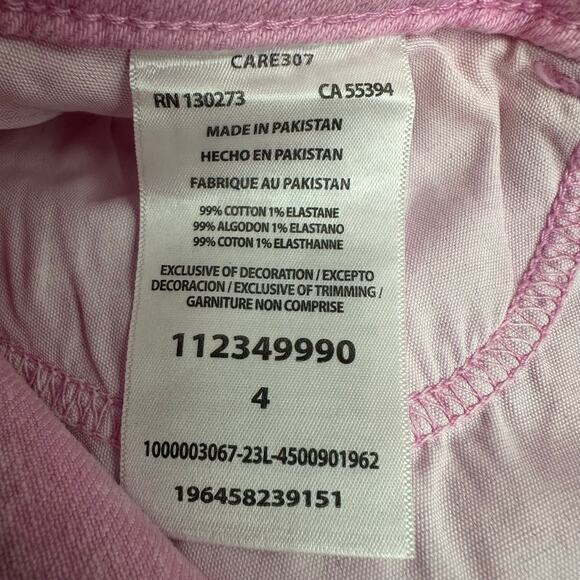 CARE307
RN 130273 CA 55394
MADE IN PAKISTAN
HECHO EN PAKISTAN
FABRIQUE AU PAKISTAN
99% COTTON 1% ELASTANE
99% ALGODON 1% ELASTANO
99% COTON 1% ELASTHANNE
EXCLUSIVE OF DECORATION / EXCEPTO
DECORACION / EXCLUSIVE OF TRIMMING /
GARNITURE NON COMPRISE
112349990
4
1000003067-23L-4500901962
196458239151